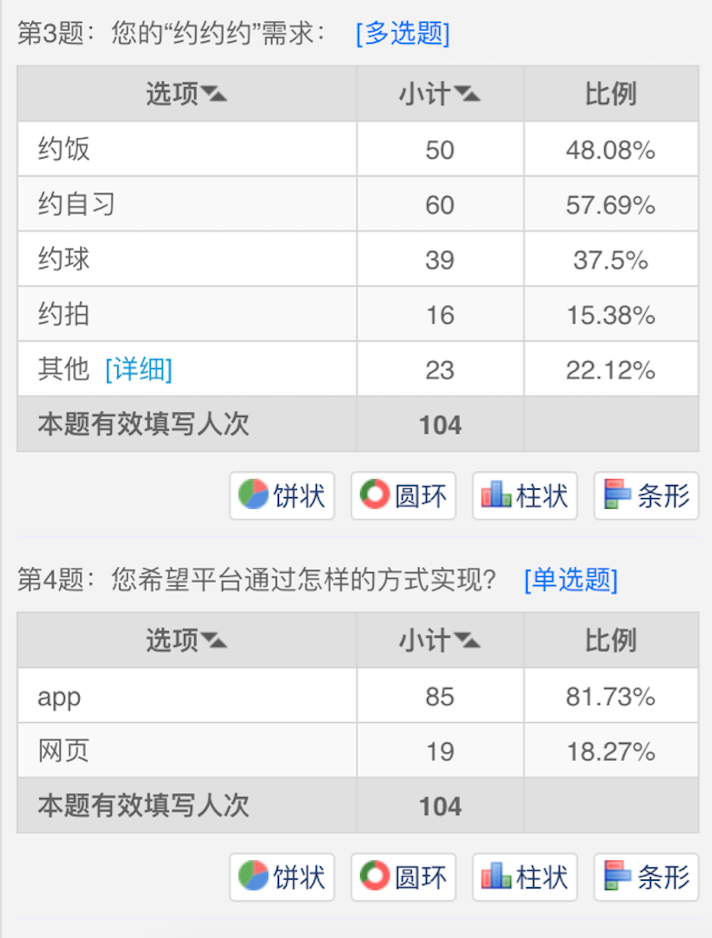 第3题：您的“约约约”需求： [多选题]
选项 小计 比例
约饭 50 48.08%
约自习 60 57.69%
约球 39 37.5%
约拍 16 15.38%
其他 [详细] 23 22.12%
本题有效填写人次 104
饼状 圆环 柱状 条形
第4题：您希望平台通过怎样的方式实现？ [单选题]
选项 小计 比例
app 85 81.73%
网页 19 18.27%
本题有效填写人次 104
饼状 圆环 柱状 条形